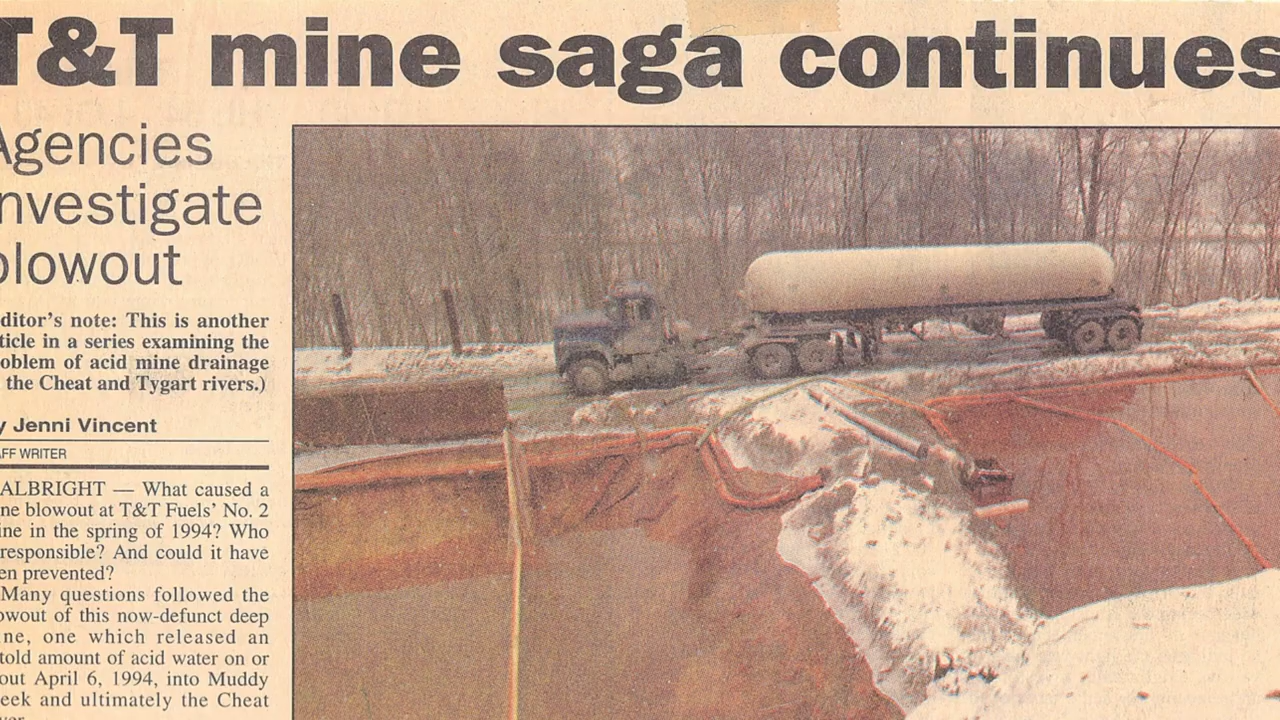 T&T mine saga continues
Agencies
nvestigate
blowout
ditor's note: This is another
ticle in a series examining the
oblem of acid mine drainage
the Cheat and Tygart rivers.)
y Jenni Vincent
AFF WRITER
ALBRIGHT — What caused a
ne blowout at T&T Fuels' No. 2
ine in the spring of 1994? Who
responsible? And could it have
en prevented?
Many questions followed the
owout of this now-defunct deep
ne, one which released an
told amount of acid water on or
out April 6, 1994, into Muddy
eek and ultimately the Cheat